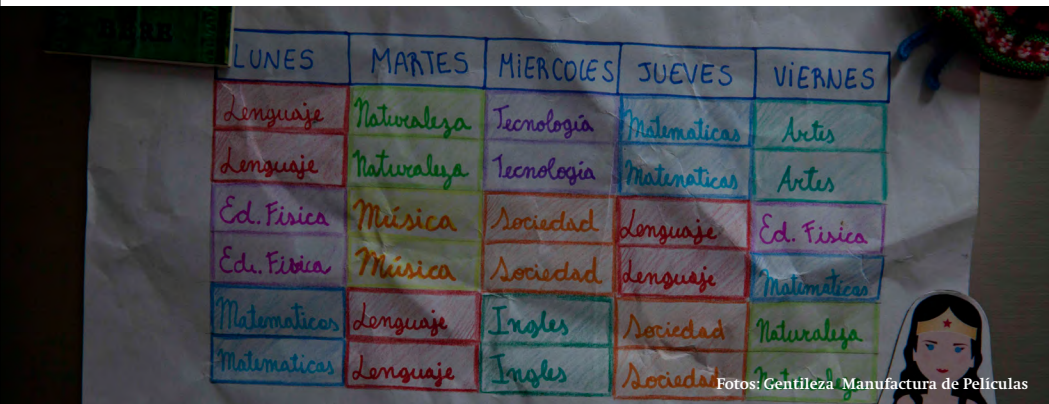 BERE
LUNES MARTES MiERCOLES JUEVES ViERNES
Lenguaje Naturaleza Tecnología Matematicas Artes
Lenguaje Naturaleza Tecnología Matematicas Artes
Ed. Fisica Música Sociedad Lenguaje Ed. Fisica
Ed. Fisica Música Sociedad Lenguaje Matematicas
Matematicas Lenguaje Ingles Sociedad Naturaleza
Matematicas Lenguaje Ingles Sociedad Naturaleza
Fotos: Gentileza Manufactura de Películas